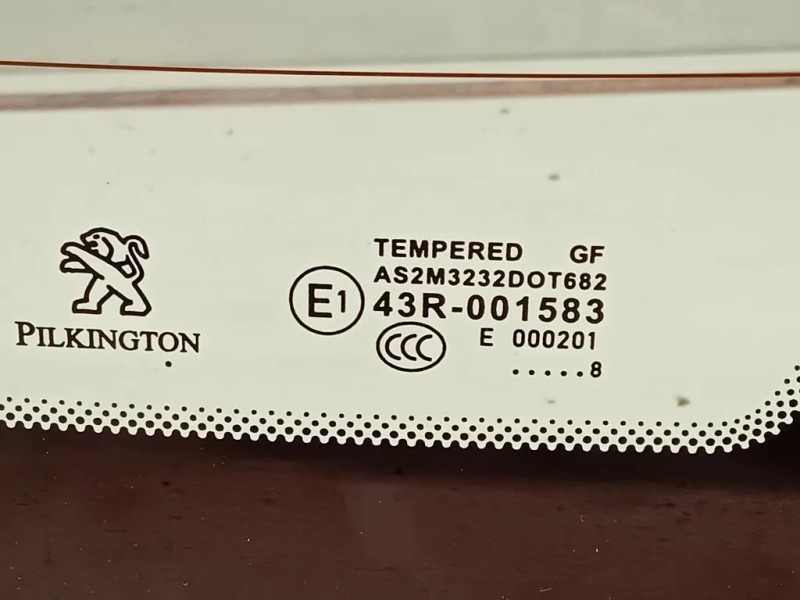 PILKINGTON
TEMPERED GF
AS2M3232DOT682
E1 43R-001583
CCC E 000201
.....8